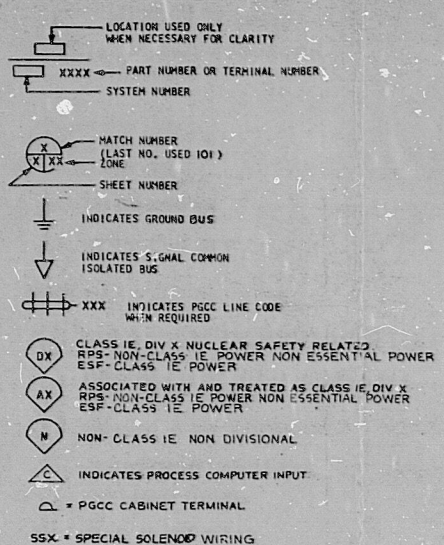 LOCATION USED ONLY
WHEN NECESSARY FOR CLARITY
XXXX PART NUMBER OR TERMINAL NUMBER
SYSTEM NUMBER
X
MATCH NUMBER
(LAST NO. USED 101)
X XX ZONE
SHEET NUMBER
INDICATES GROUND BUS
INDICATES SIGNAL COMMON
ISOLATED BUS
XXX INDICATES PGCC LINE CODE
WHEN REQUIRED
DX CLASS IE, DIV X NUCLEAR SAFETY RELATED.
RPS-NON-CLASS IE POWER NON ESSENTIAL POWER
ESF-CLASS IE POWER
AX ASSOCIATED WITH AND TREATED AS CLASS IE, DIV X
RPS-NON-CLASS IE POWER NON ESSENTIAL POWER
ESF-CLASS IE POWER
N NON-CLASS IE NON DIVISIONAL
C INDICATES PROCESS COMPUTER INPUT
= PGCC CABINET TERMINAL
SSX = SPECIAL SOLENOD WIRING